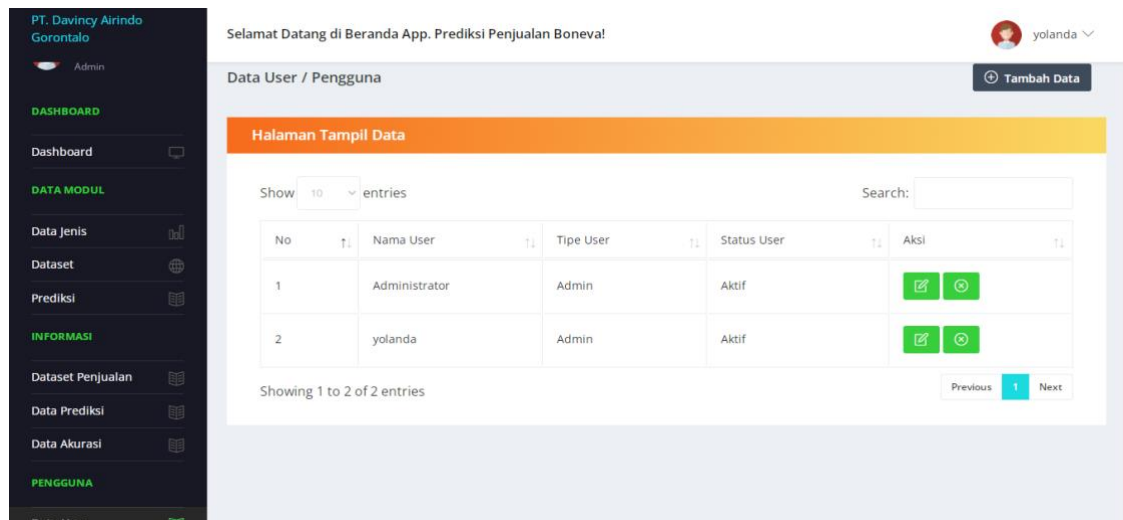 PT. Davincy Airindo
Gorontalo
Admin
DASHBOARD
Dashboard
DATA MODUL
Data Jenis
Dataset
Prediksi
INFORMASI
Dataset Penjualan
Data Prediksi
Data Akurasi
PENGGUNA
Selamat Datang di Beranda App. Prediksi Penjualan Boneva!
yolanda
Data User / Pengguna
Tambah Data
Halaman Tampil Data
Show 10 entries
Search:
No Nama User Tipe User Status User Aksi
1 Administrator Admin Aktif
2 yolanda Admin Aktif
Showing 1 to 2 of 2 entries
Previous 1 Next